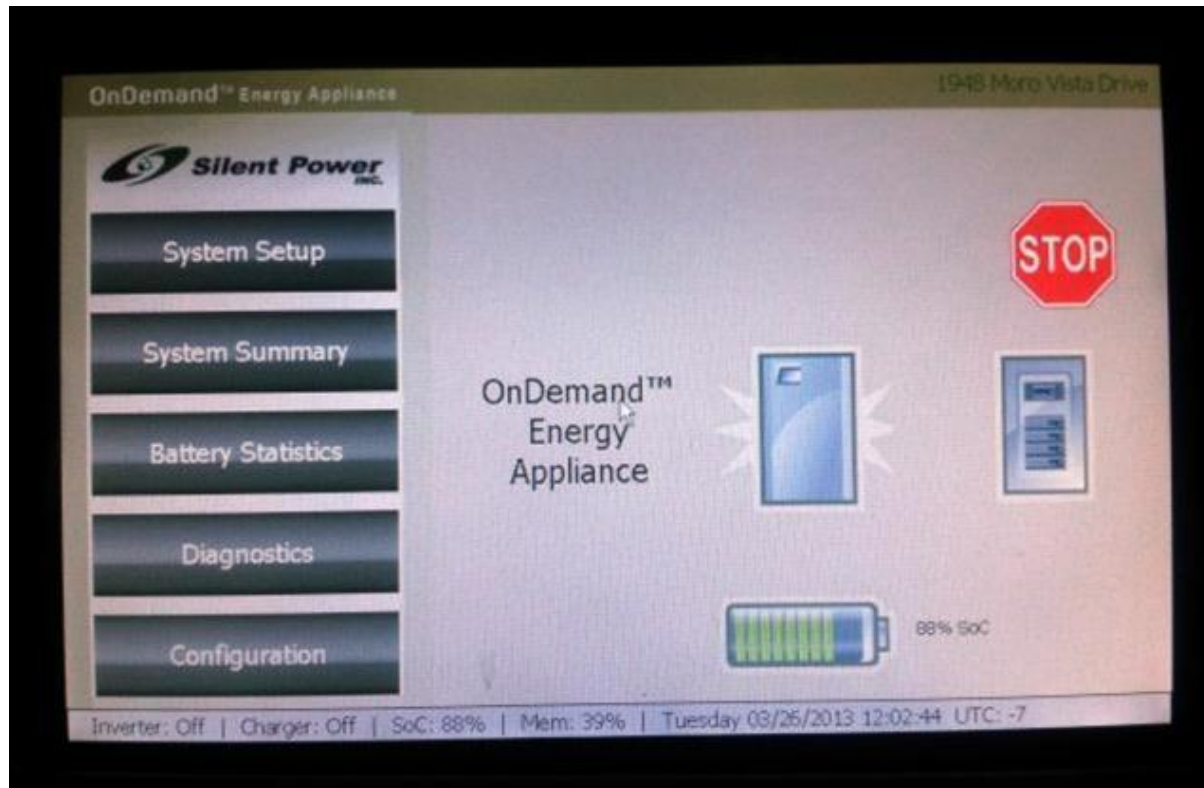 OnDemand™ Energy Appliance
1948 Moro Vista Drive
Silent Power
INC.
System Setup
System Summary
Battery Statistics
Diagnostics
Configuration
STOP
OnDemand™
Energy
Appliance
88% SoC
Inverter: Off | Charger: Off | SoC: 88% | Mem: 39% | Tuesday 03/26/2013 12:02:44 UTC: -7